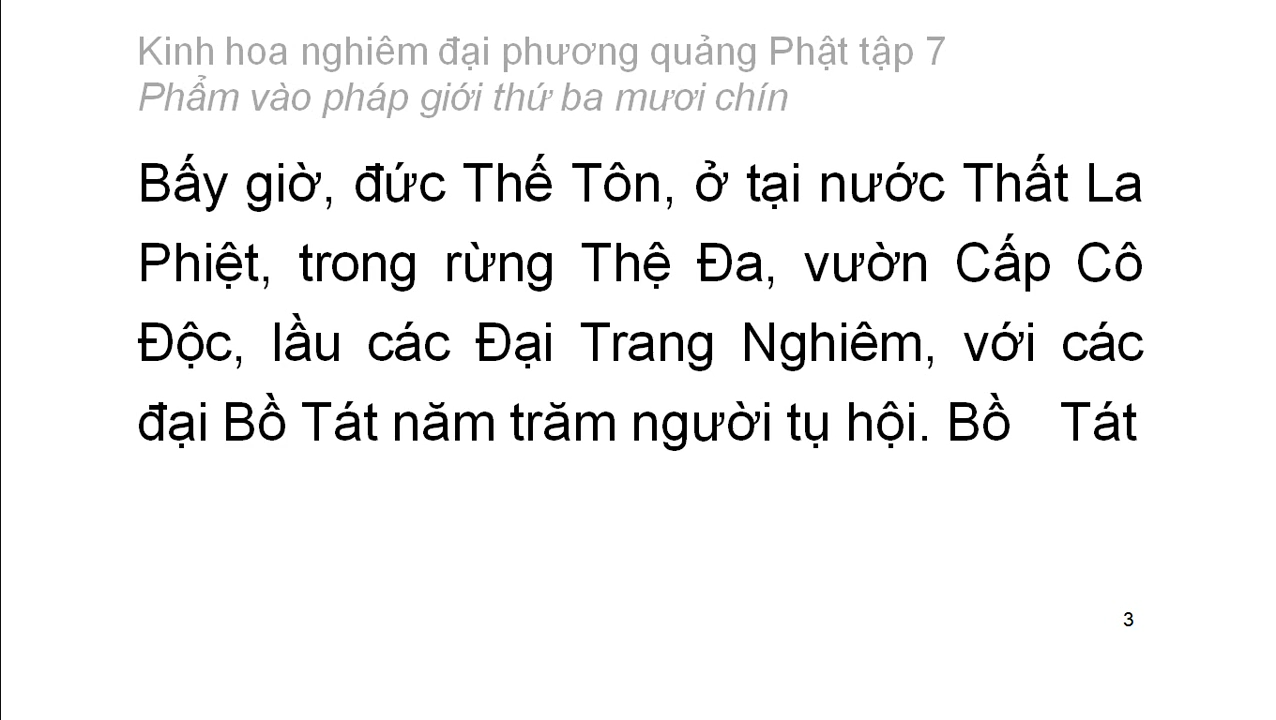 Kinh hoa nghiêm đại phương quảng Phật tập 7
Phẩm vào pháp giới thứ ba mươi chín
Bấy giờ, đức Thế Tôn, ở tại nước Thất La
Phiệt, trong rừng Thệ Đa, vườn Cấp Cô
Độc, lầu các Đại Trang Nghiêm, với các
đại Bồ Tát năm trăm người tụ hội. Bồ Tát
3